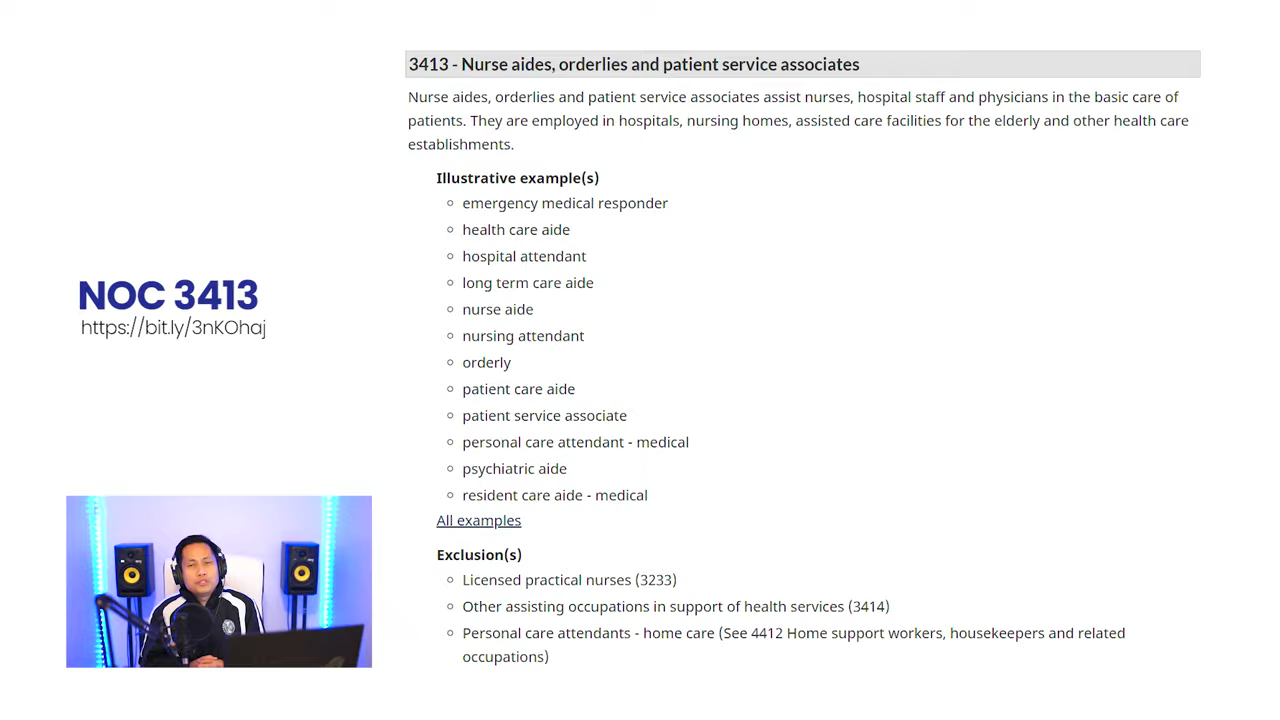 3413 - Nurse aides, orderlies and patient service associates
Nurse aides, orderlies and patient service associates assist nurses, hospital staff and physicians in the basic care of
patients. They are employed in hospitals, nursing homes, assisted care facilities for the elderly and other health care
establishments.
Illustrative example(s)
emergency medical responder
health care aide
hospital attendant
long term care aide
nurse aide
nursing attendant
orderly
patient care aide
patient service associate
personal care attendant - medical
psychiatric aide
resident care aide - medical
All examples
Exclusion(s)
Licensed practical nurses (3233)
Other assisting occupations in support of health services (3414)
Personal care attendants - home care (See 4412 Home support workers, housekeepers and related
occupations)
NOC 3413
https://bit.ly/3nKOhaj